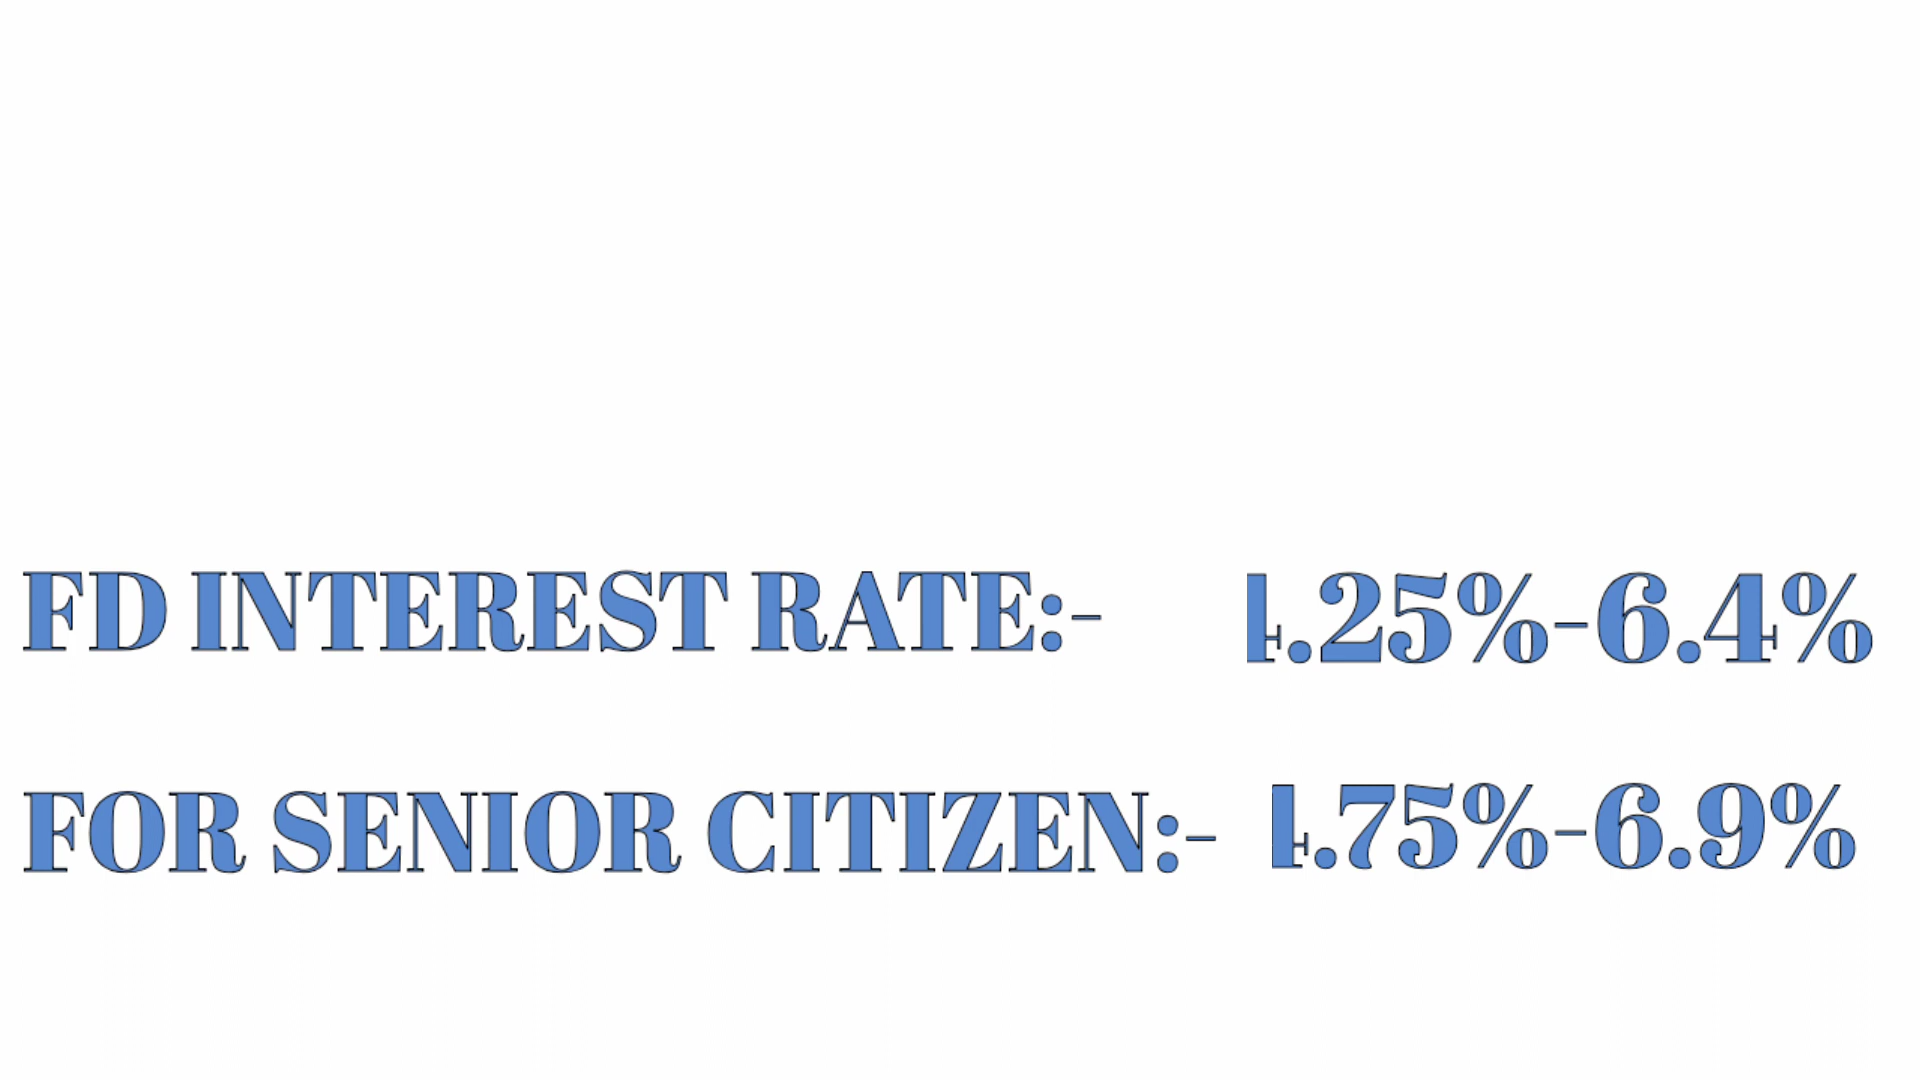 FD INTEREST RATE:- 4.25%-6.4%
FOR SENIOR CITIZEN:- 4.75%-6.9%